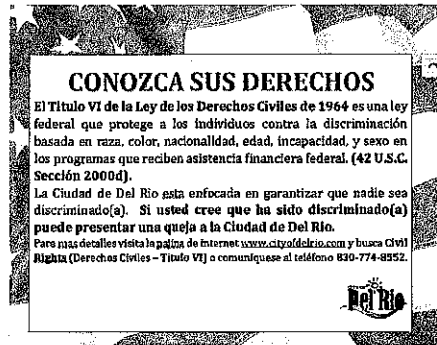 CONOZCA SUS DERECHOS
El Título VI de la Ley de los Derechos Civiles de 1964 es una ley
federal que protege a los individuos contra la discriminación
basada en raza, color, nacionalidad, edad, incapacidad, y sexo en
los programas que reciben asistencia financiera federal. (42 U.S.C.
Sección 2000d).
La Ciudad de Del Rio esta enfocada en garantizar que nadie sea
discriminado(a). Si usted cree que ha sido discriminado(a)
puede presentar una queja a la Ciudad de Del Rio.
Para mas detalles visita la pajina de internet www.cityofdelrio.com y busca Civil
Rights (Derechos Civiles – Titulo VI) o comuníquese al teléfono 830-774-8552.
Del Rio